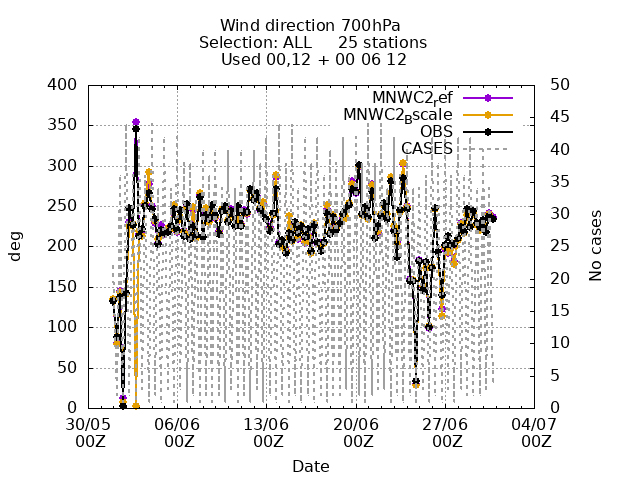 Wind direction 700hPa
Selection: ALL 25 stations
Used 00,12 + 00 06 12
400 50
MNWC2ref
350 45
MNWC2Bscale
OBS
CASES 40
300 35
250 30
200 25
20
150 15
100 10
50 5
0 0
deg
No cases
30/05 06/06 13/06 20/06 27/06 04/07
00Z 00Z 00Z 00Z 00Z 00Z
Date